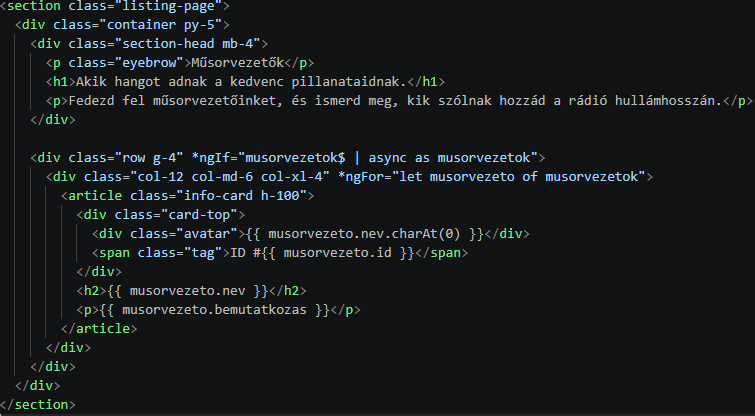 <section class="listing-page">
<div class="container py-5">
<div class="section-head mb-4">
<p class="eyebrow">Műsorvezetők</p>
<h1>Akik hangot adnak a kedvenc pillanataidnak.</h1>
<p>Fedezd fel műsorvezetőinket, és ismerd meg, kik szólnak hozzád a rádió hullámhosszán.</p>
</div>
<div class="row g-4" *ngIf="musorvezetok$ | async as musorvezetok">
<div class="col-12 col-md-6 col-xl-4" *ngFor="let musorvezeto of musorvezetok">
<article class="info-card h-100">
<div class="card-top">
<div class="avatar">{{ musorvezeto.nev.charAt(0) }}</div>
<span class="tag">ID #{{ musorvezeto.id }}</span>
</div>
<h2>{{ musorvezeto.nev }}</h2>
<p>{{ musorvezeto.bemutatkozas }}</p>
</article>
</div>
</div>
</div>
</section>